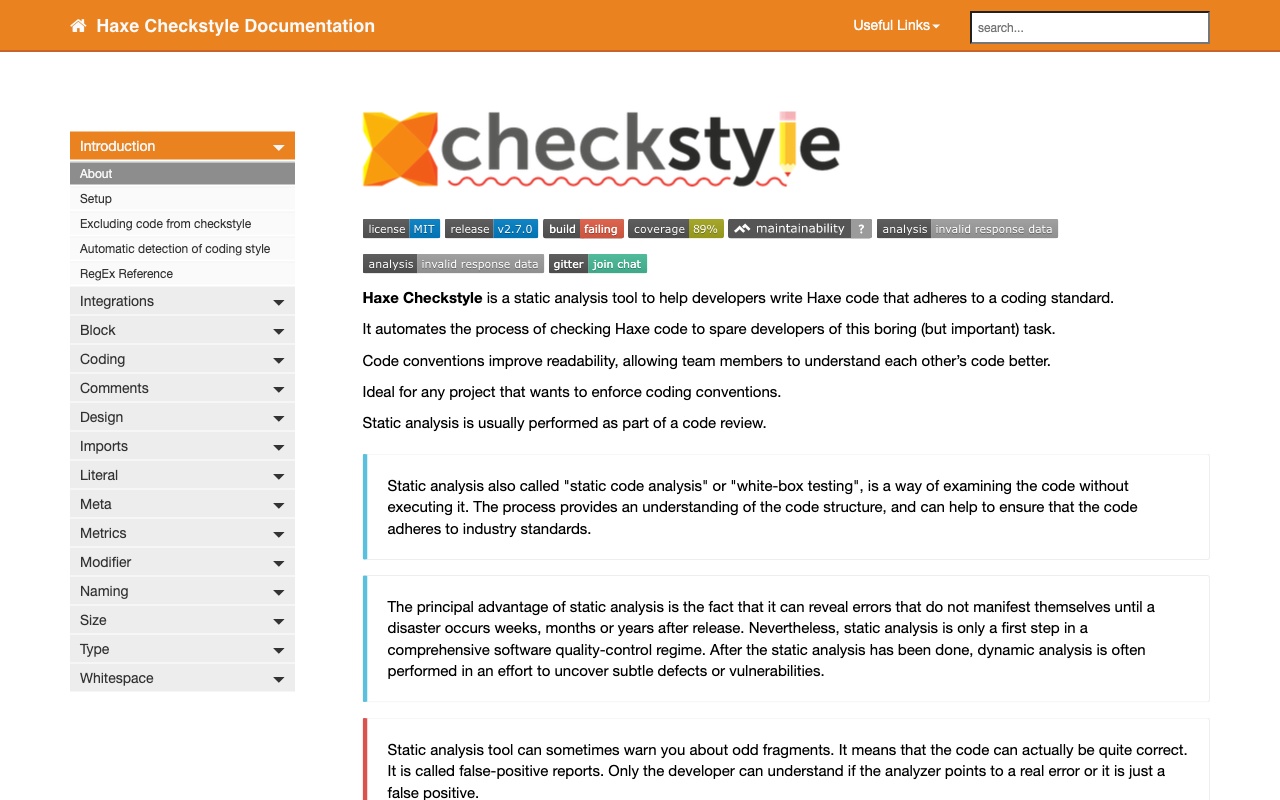 Haxe Checkstyle Documentation
Useful Links
search...
Introduction
About
Setup
Excluding code from checkstyle
Automatic detection of coding style
RegEx Reference
Integrations
Block
Coding
Comments
Design
Imports
Literal
Meta
Metrics
Modifier
Naming
Size
Type
Whitespace
checkstyle
license MIT release v2.7.0 build failing coverage 89% maintainability ? analysis invalid response data
analysis invalid response data gitter join chat
Haxe Checkstyle is a static analysis tool to help developers write Haxe code that adheres to a coding standard.
It automates the process of checking Haxe code to spare developers of this boring (but important) task.
Code conventions improve readability, allowing team members to understand each other’s code better.
Ideal for any project that wants to enforce coding conventions.
Static analysis is usually performed as part of a code review.
Static analysis also called "static code analysis" or "white-box testing", is a way of examining the code without
executing it. The process provides an understanding of the code structure, and can help to ensure that the code
adheres to industry standards.
The principal advantage of static analysis is the fact that it can reveal errors that do not manifest themselves until a
disaster occurs weeks, months or years after release. Nevertheless, static analysis is only a first step in a
comprehensive software quality-control regime. After the static analysis has been done, dynamic analysis is often
performed in an effort to uncover subtle defects or vulnerabilities.
Static analysis tool can sometimes warn you about odd fragments. It means that the code can actually be quite correct.
It is called false-positive reports. Only the developer can understand if the analyzer points to a real error or it is just a
false positive.